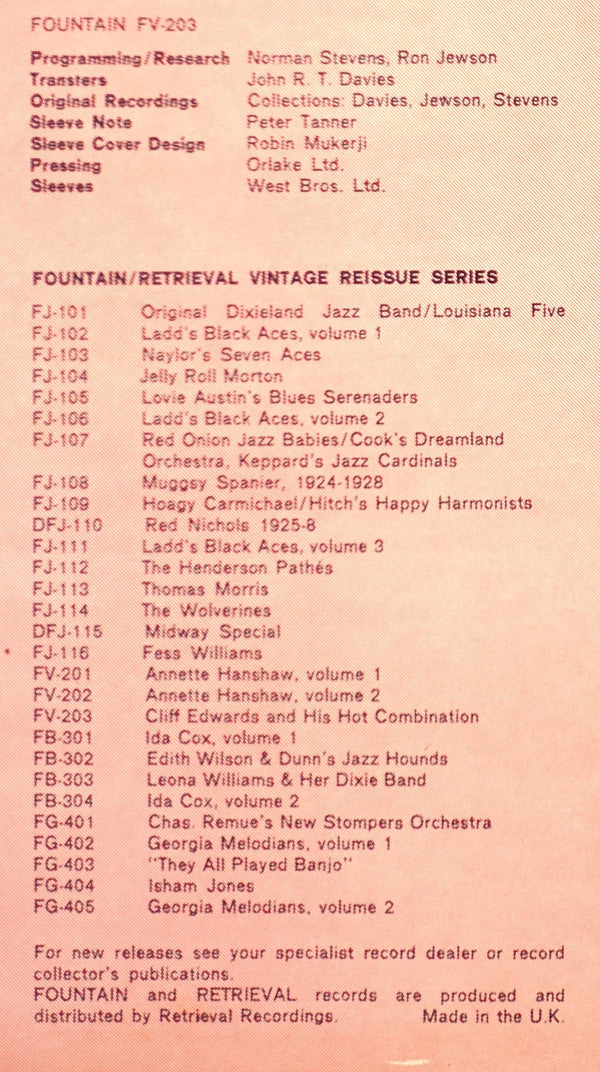 FOUNTAIN FV-203
Programming/Research Norman Stevens, Ron Jewson
Transfers John R. T. Davies
Original Recordings Collections: Davies, Jewson, Stevens
Sleeve Note Peter Tanner
Sleeve Cover Design Robin Mukerji
Pressing Orlake Ltd.
Sleeves West Bros. Ltd.
FOUNTAIN/RETRIEVAL VINTAGE REISSUE SERIES
FJ-101 Original Dixieland Jazz Band/Louisiana Five
FJ-102 Ladd's Black Aces, volume 1
FJ-103 Naylor's Seven Aces
FJ-104 Jelly Roll Morton
FJ-105 Lovie Austin's Blues Serenaders
FJ-106 Ladd's Black Aces, volume 2
FJ-107 Red Onion Jazz Babies/Cook's Dreamland
Orchestra, Keppard's Jazz Cardinals
FJ-108 Muggsy Spanier, 1924-1928
FJ-109 Hoagy Carmichael/Hitch's Happy Harmonists
DFJ-110 Red Nichols 1925-8
FJ-111 Ladd's Black Aces, volume 3
FJ-112 The Henderson Pathés
FJ-113 Thomas Morris
FJ-114 The Wolverines
DFJ-115 Midway Special
FJ-116 Fess Williams
FV-201 Annette Hanshaw, volume 1
FV-202 Annette Hanshaw, volume 2
FV-203 Cliff Edwards and His Hot Combination
FB-301 Ida Cox, volume 1
FB-302 Edith Wilson & Dunn's Jazz Hounds
FB-303 Leona Williams & Her Dixie Band
FB-304 Ida Cox, volume 2
FG-401 Chas. Remue's New Stompers Orchestra
FG-402 Georgia Melodians, volume 1
FG-403 "They All Played Banjo"
FG-404 Isham Jones
FG-405 Georgia Melodians, volume 2
For new releases see your specialist record dealer or record
collector's publications.
FOUNTAIN and RETRIEVAL records are produced and
distributed by Retrieval Recordings. Made in the U.K.